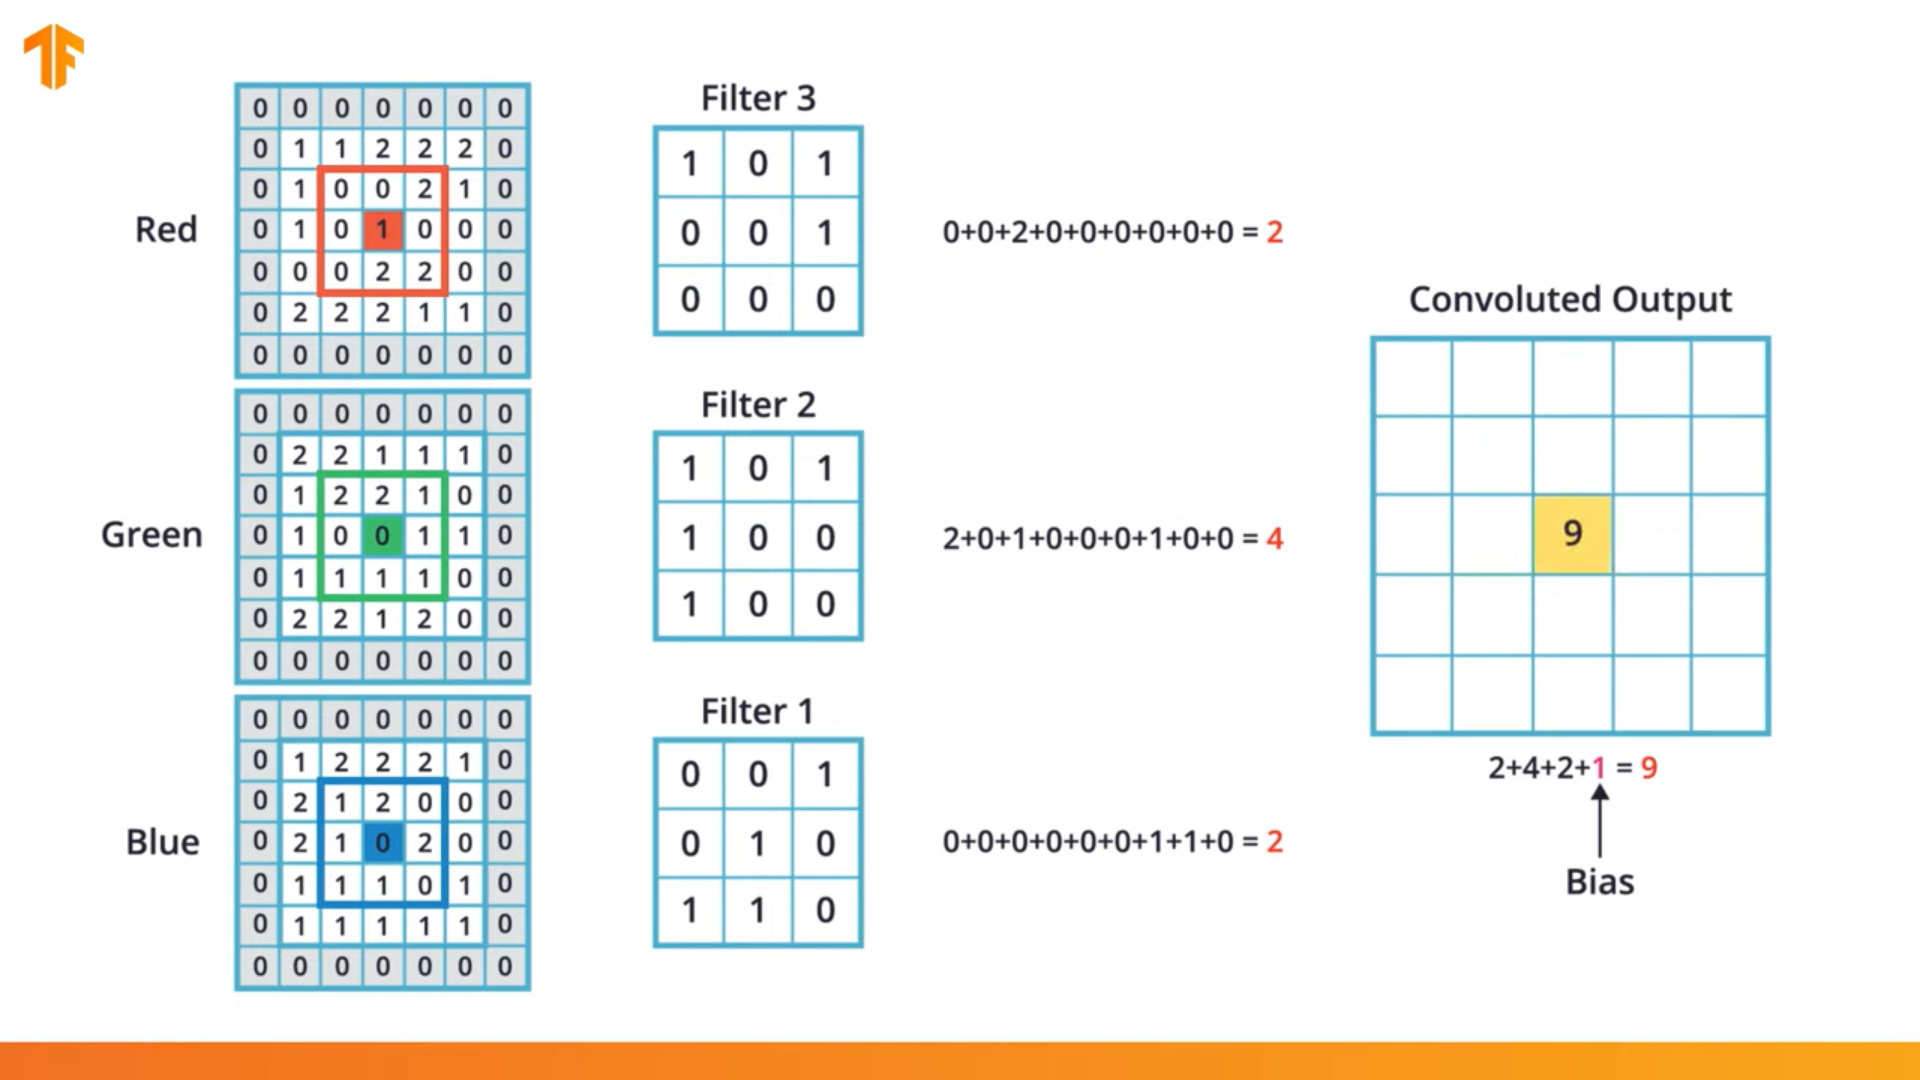 Red
0 0 0 0 0 0 0
0 1 1 2 2 2 0
0 1 0 0 2 1 0
0 1 0 1 0 0 0
0 0 0 2 2 0 0
0 2 2 2 1 1 0
0 0 0 0 0 0 0
Filter 3
1 0 1
0 0 1
0 0 0
0+0+2+0+0+0+0+0+0 = 2
Green
0 0 0 0 0 0 0
0 2 2 1 1 1 0
0 1 2 2 1 0 0
0 1 0 0 1 1 0
0 1 1 1 1 0 0
0 2 2 1 2 0 0
0 0 0 0 0 0 0
Filter 2
1 0 1
1 0 0
1 0 0
2+0+1+0+0+0+1+0+0 = 4
Blue
0 0 0 0 0 0 0
0 1 2 2 2 1 0
0 2 1 2 0 0 0
0 2 1 0 2 0 0
0 1 1 1 0 1 0
0 1 1 1 1 1 0
0 0 0 0 0 0 0
Filter 1
0 0 1
0 1 0
1 1 0
0+0+0+0+0+0+1+1+0 = 2
Convoluted Output
9
2+4+2+1 = 9
Bias